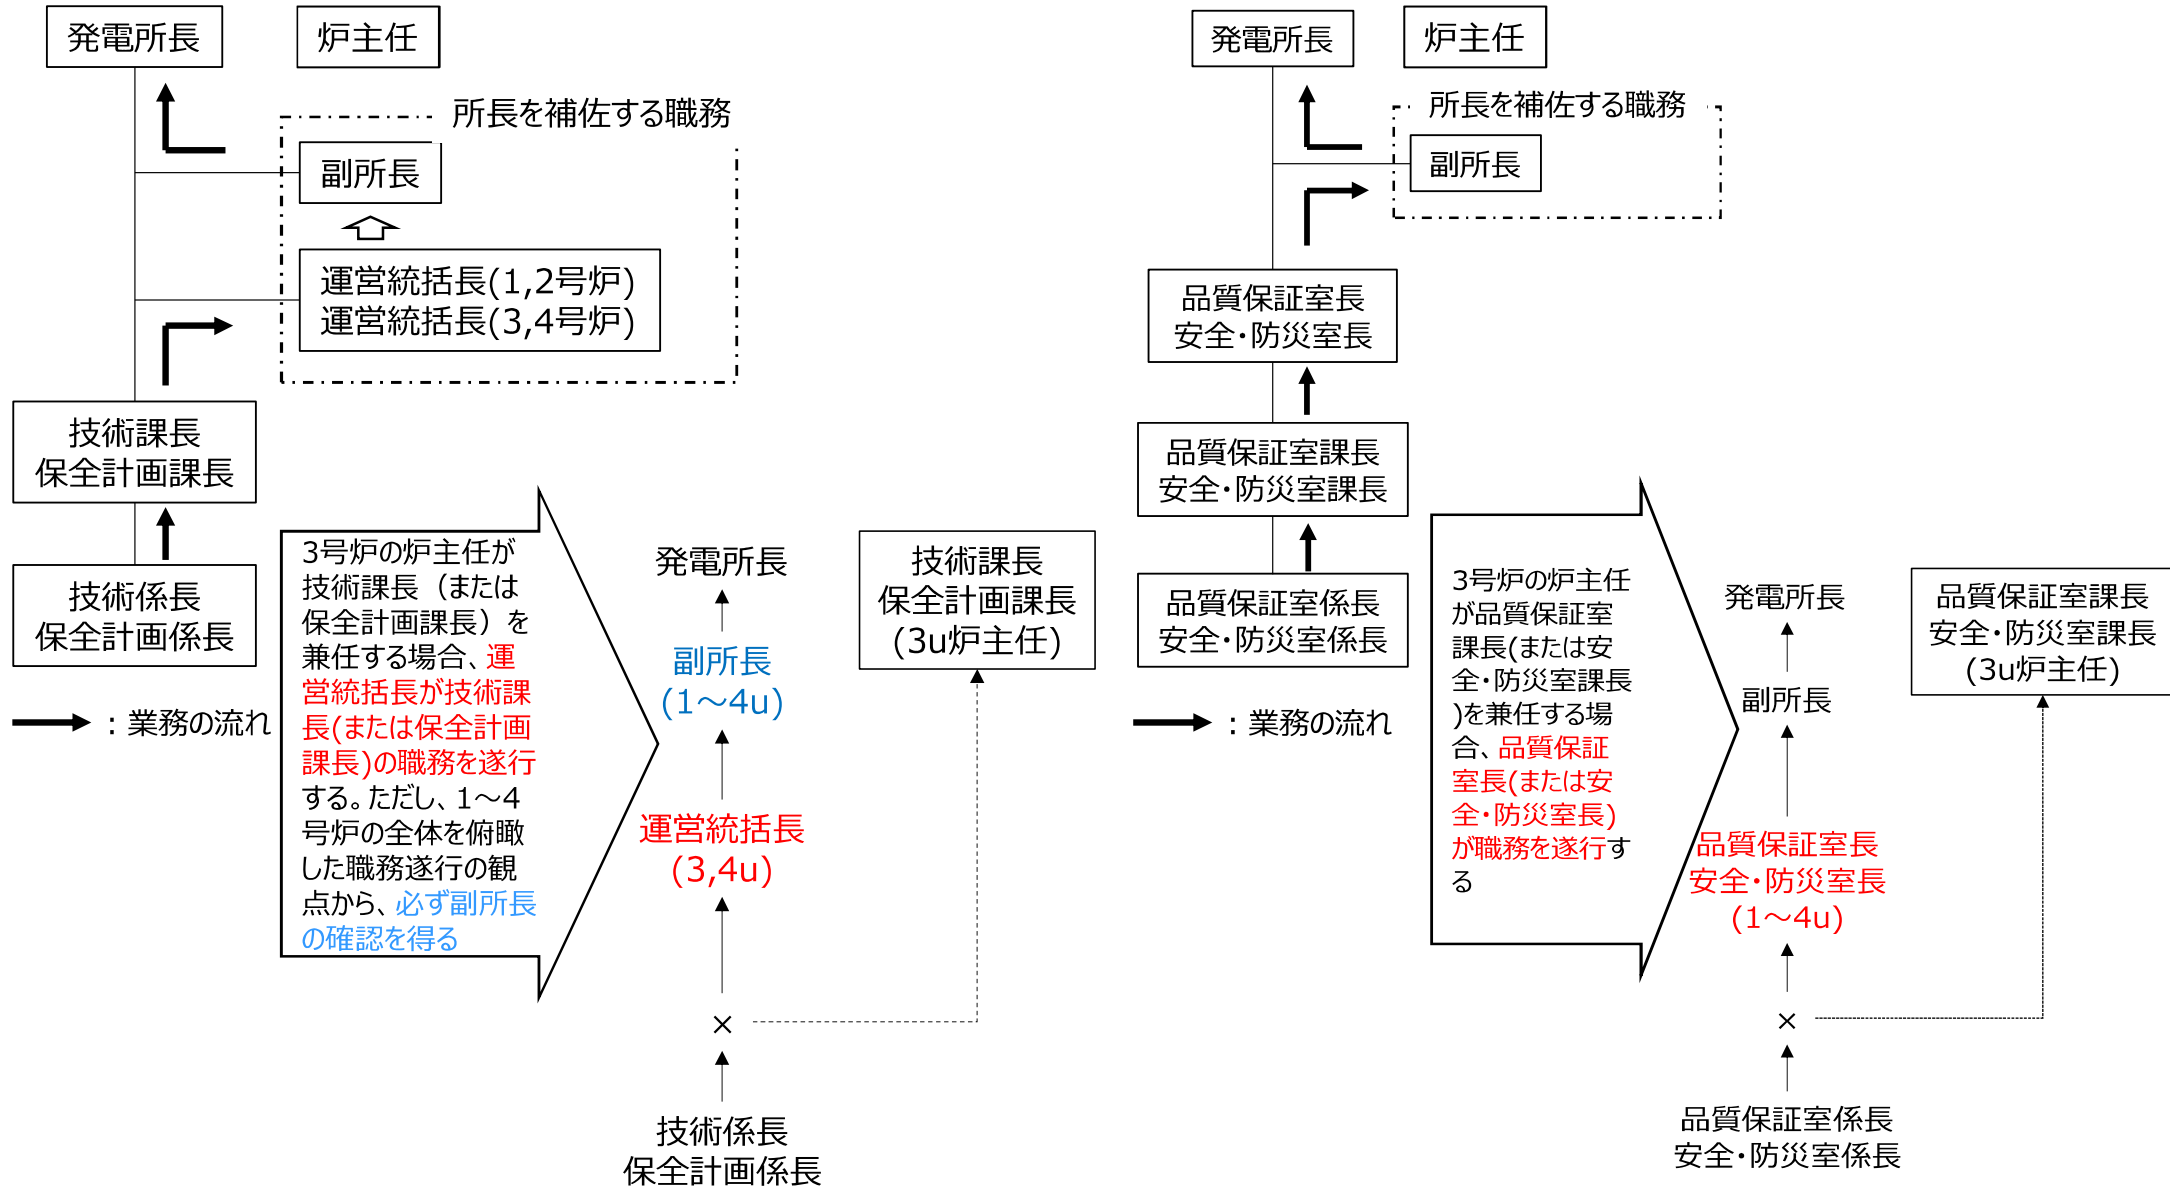 発電所長
炉主任
所長を補佐する職務
副所長
運営統括長(1,2号炉)
運営統括長(3,4号炉)
技術課長
保全計画課長
技術係長
保全計画係長
：業務の流れ
3号炉の炉主任が
技術課長（または
保全計画課長）を
兼任する場合、運
営統括長が技術課
長(または保全計画
課長)の職務を遂行
する。ただし、1～4
号炉の全体を俯瞰
した職務遂行の観
点から、必ず副所長
の確認を得る
発電所長
副所長
(1～4u)
運営統括長
(3,4u)
×
技術係長
保全計画係長
技術課長
保全計画課長
(3u炉主任)
発電所長
炉主任
所長を補佐する職務
副所長
品質保証室長
安全・防災室長
品質保証室課長
安全・防災室課長
品質保証室係長
安全・防災室係長
：業務の流れ
3号炉の炉主任
が品質保証室
課長(または安
全・防災室課長
)を兼任する場
合、品質保証
室長(または安
全・防災室長)
が職務を遂行す
る
発電所長
副所長
品質保証室長
安全・防災室長
(1～4u)
×
品質保証室係長
安全・防災室係長
品質保証室課長
安全・防災室課長
(3u炉主任)